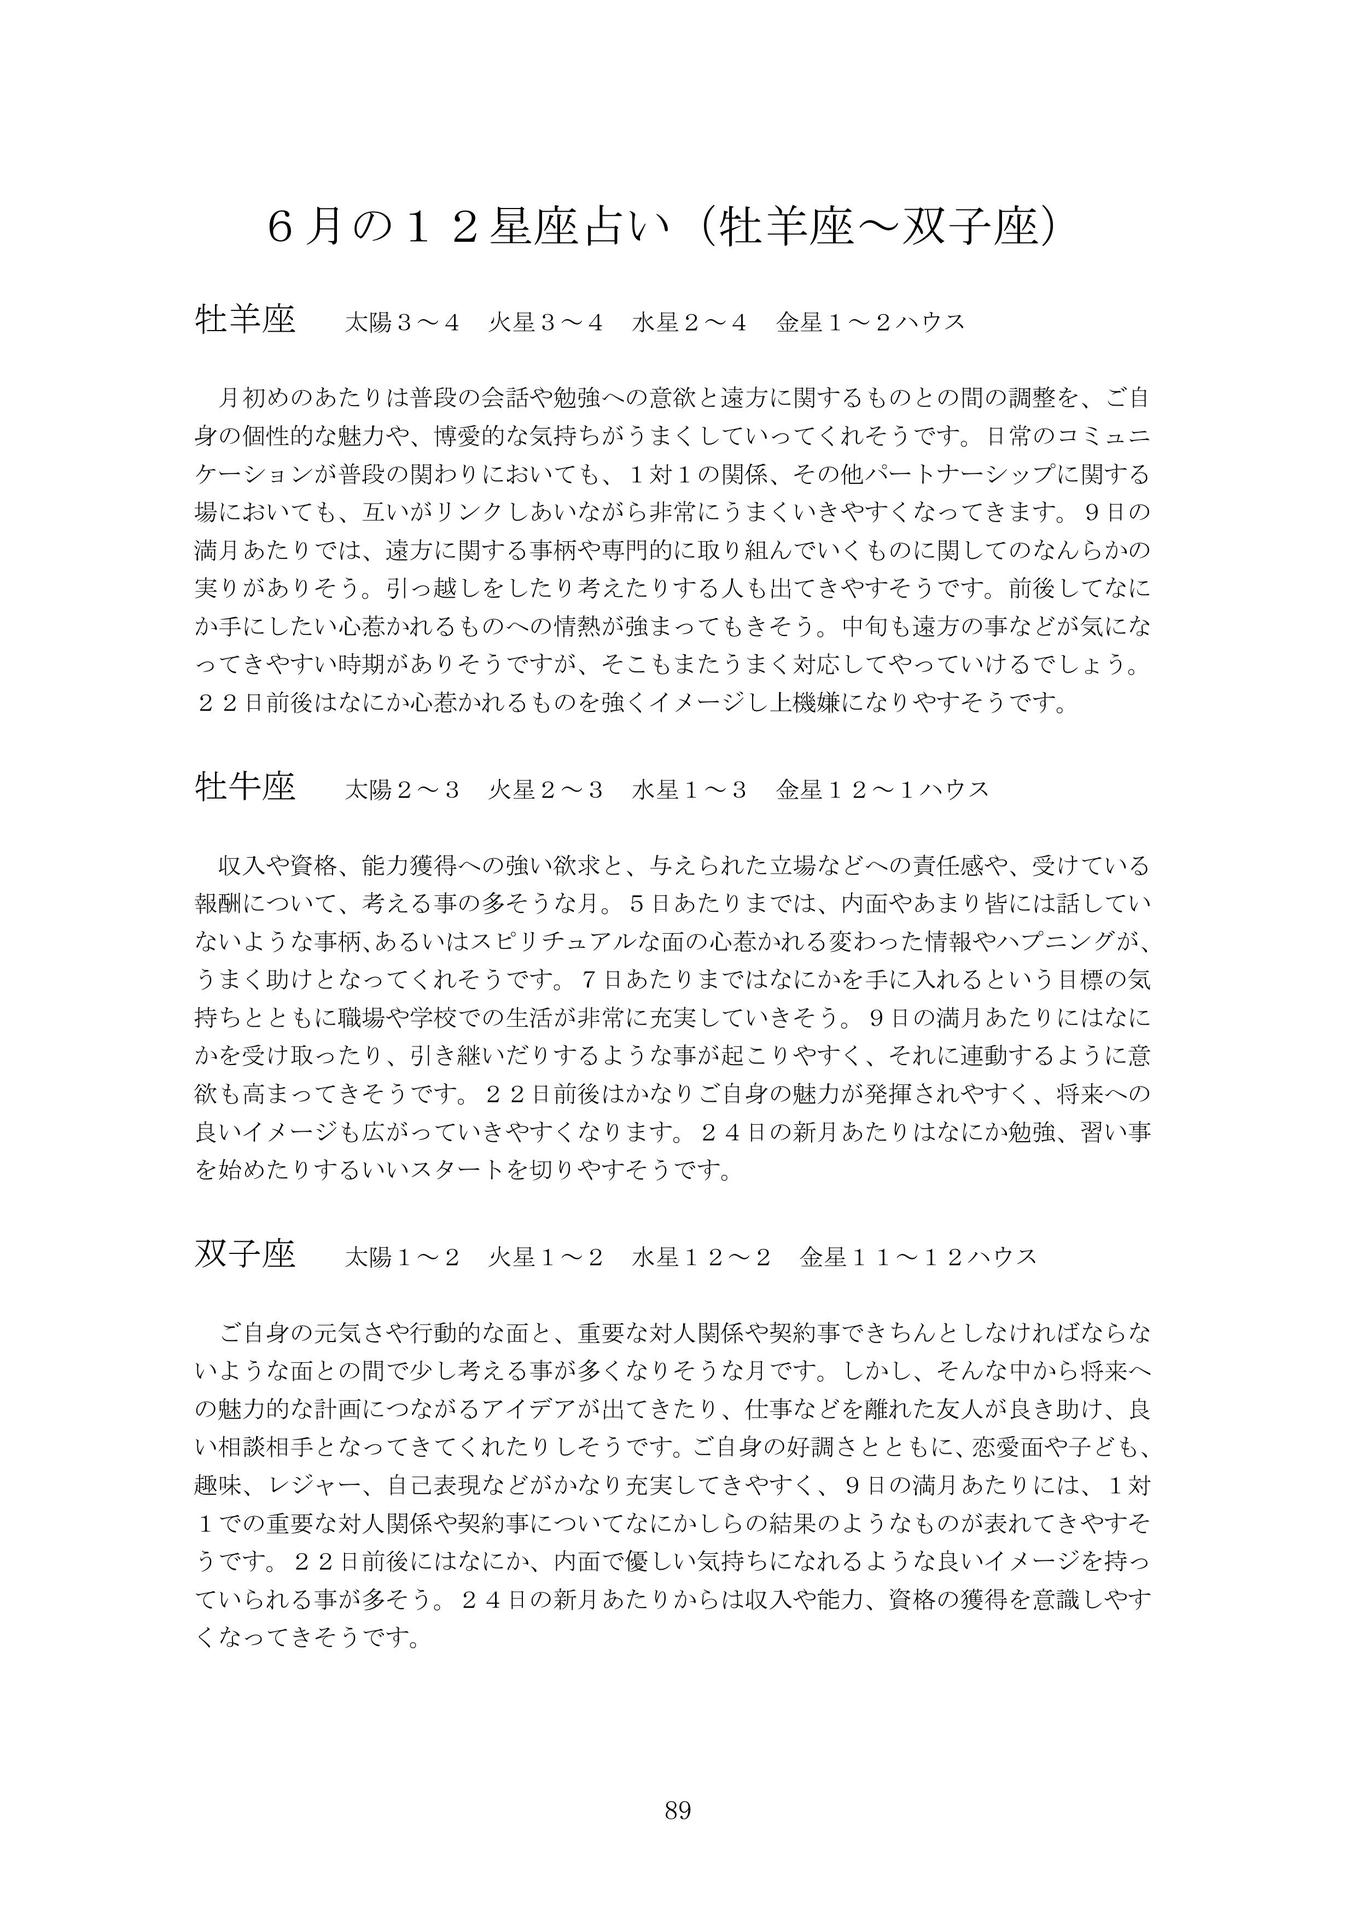 ６月の１２星座占い（牡羊座～双子座）
牡羊座　　太陽３～４　火星３～４　水星２～４　金星１～２ハウス
　月初めのあたりは普段の会話や勉強への意欲と遠方に関するものとの間の調整を、ご自
身の個性的な魅力や、博愛的な気持ちがうまくしていってくれそうです。日常のコミュニ
ケーションが普段の関わりにおいても、１対１の関係、その他パートナーシップに関する
場においても、互いがリンクしあいながら非常にうまくいきやすくなってきます。９日の
満月あたりでは、遠方に関する事柄や専門的に取り組んでいくものに関してのなんらかの
実りがありそう。引っ越しをしたり考えたりする人も出てきやすそうです。前後してなに
か手にしたい心惹かれるものへの情熱が強まってもきそう。中旬も遠方の事などが気にな
ってきやすい時期がありそうですが、そこもまたうまく対応してやっていけるでしょう。
２２日前後はなにか心惹かれるものを強くイメージし上機嫌になりやすそうです。
牡牛座　　太陽２～３　火星２～３　水星１～３　金星１２～１ハウス
　収入や資格、能力獲得への強い欲求と、与えられた立場などへの責任感や、受けている
報酬について、考える事の多そうな月。５日あたりまでは、内面やあまり皆には話してい
ないような事柄、あるいはスピリチュアルな面の心惹かれる変わった情報やハプニングが、
うまく助けとなってくれそうです。７日あたりまではなにかを手に入れるという目標の気
持ちとともに職場や学校での生活が非常に充実していきそう。９日の満月あたりにはなに
かを受け取ったり、引き継いだりするような事が起こりやすく、それに連動するように意
欲も高まってきそうです。２２日前後はかなりご自身の魅力が発揮されやすく、将来への
良いイメージも広がっていきやすくなります。２４日の新月あたりはなにか勉強、習い事
を始めたりするいいスタートを切りやすそうです。
双子座　　太陽１～２　火星１～２　水星１２～２　金星１１～１２ハウス
　ご自身の元気さや行動的な面と、重要な対人関係や契約事できちんとしなければならな
いような面との間で少し考える事が多くなりそうな月です。しかし、そんな中から将来へ
の魅力的な計画につながるアイデアが出てきたり、仕事などを離れた友人が良き助け、良
い相談相手となってきてくれたりしそうです。ご自身の好調さとともに、恋愛面や子ども、
趣味、レジャー、自己表現などがかなり充実してきやすく、９日の満月あたりには、１対
１での重要な対人関係や契約事についてなにかしらの結果のようなものが表れてきやすそ
うです。２２日前後にはなにか、内面で優しい気持ちになれるような良いイメージを持っ
ていられる事が多そう。２４日の新月あたりからは収入や能力、資格の獲得を意識しやす
くなってきそうです。
89